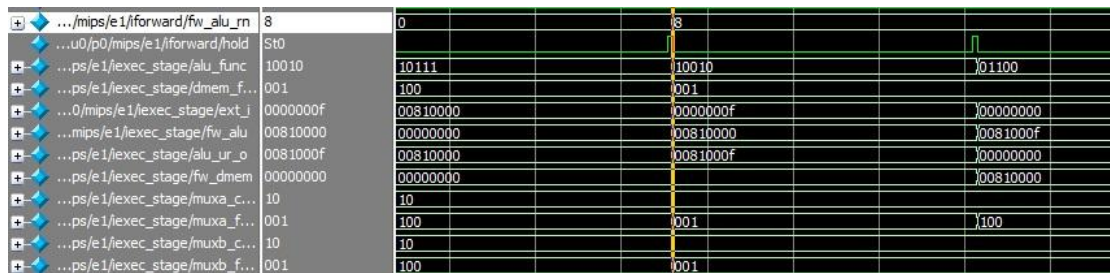 .../mips/e1/iforward/fw_alu_rn 8 0 8
...u0/p0/mips/e1/iforward/hold St0
...ps/e1/iexec_stage/alu_func 10010 10111 10010 01100
...ps/e1/iexec_stage/dmem_f... 001 100 001
...0/mips/e1/iexec_stage/ext_i 0000000f 00810000 0000000f 00000000
...mips/e1/iexec_stage/fw_alu 00810000 00000000 00810000 0081000f
...ps/e1/iexec_stage/alu_ur_o 0081000f 00810000 0081000f 00000000
...ps/e1/iexec_stage/fw_dmem 00000000 00000000 00810000
...ps/e1/iexec_stage/muxa_c... 10 10
...ps/e1/iexec_stage/muxa_f... 001 100 001 100
...ps/e1/iexec_stage/muxb_c... 10 10
...ps/e1/iexec_stage/muxb_f... 001 100 001